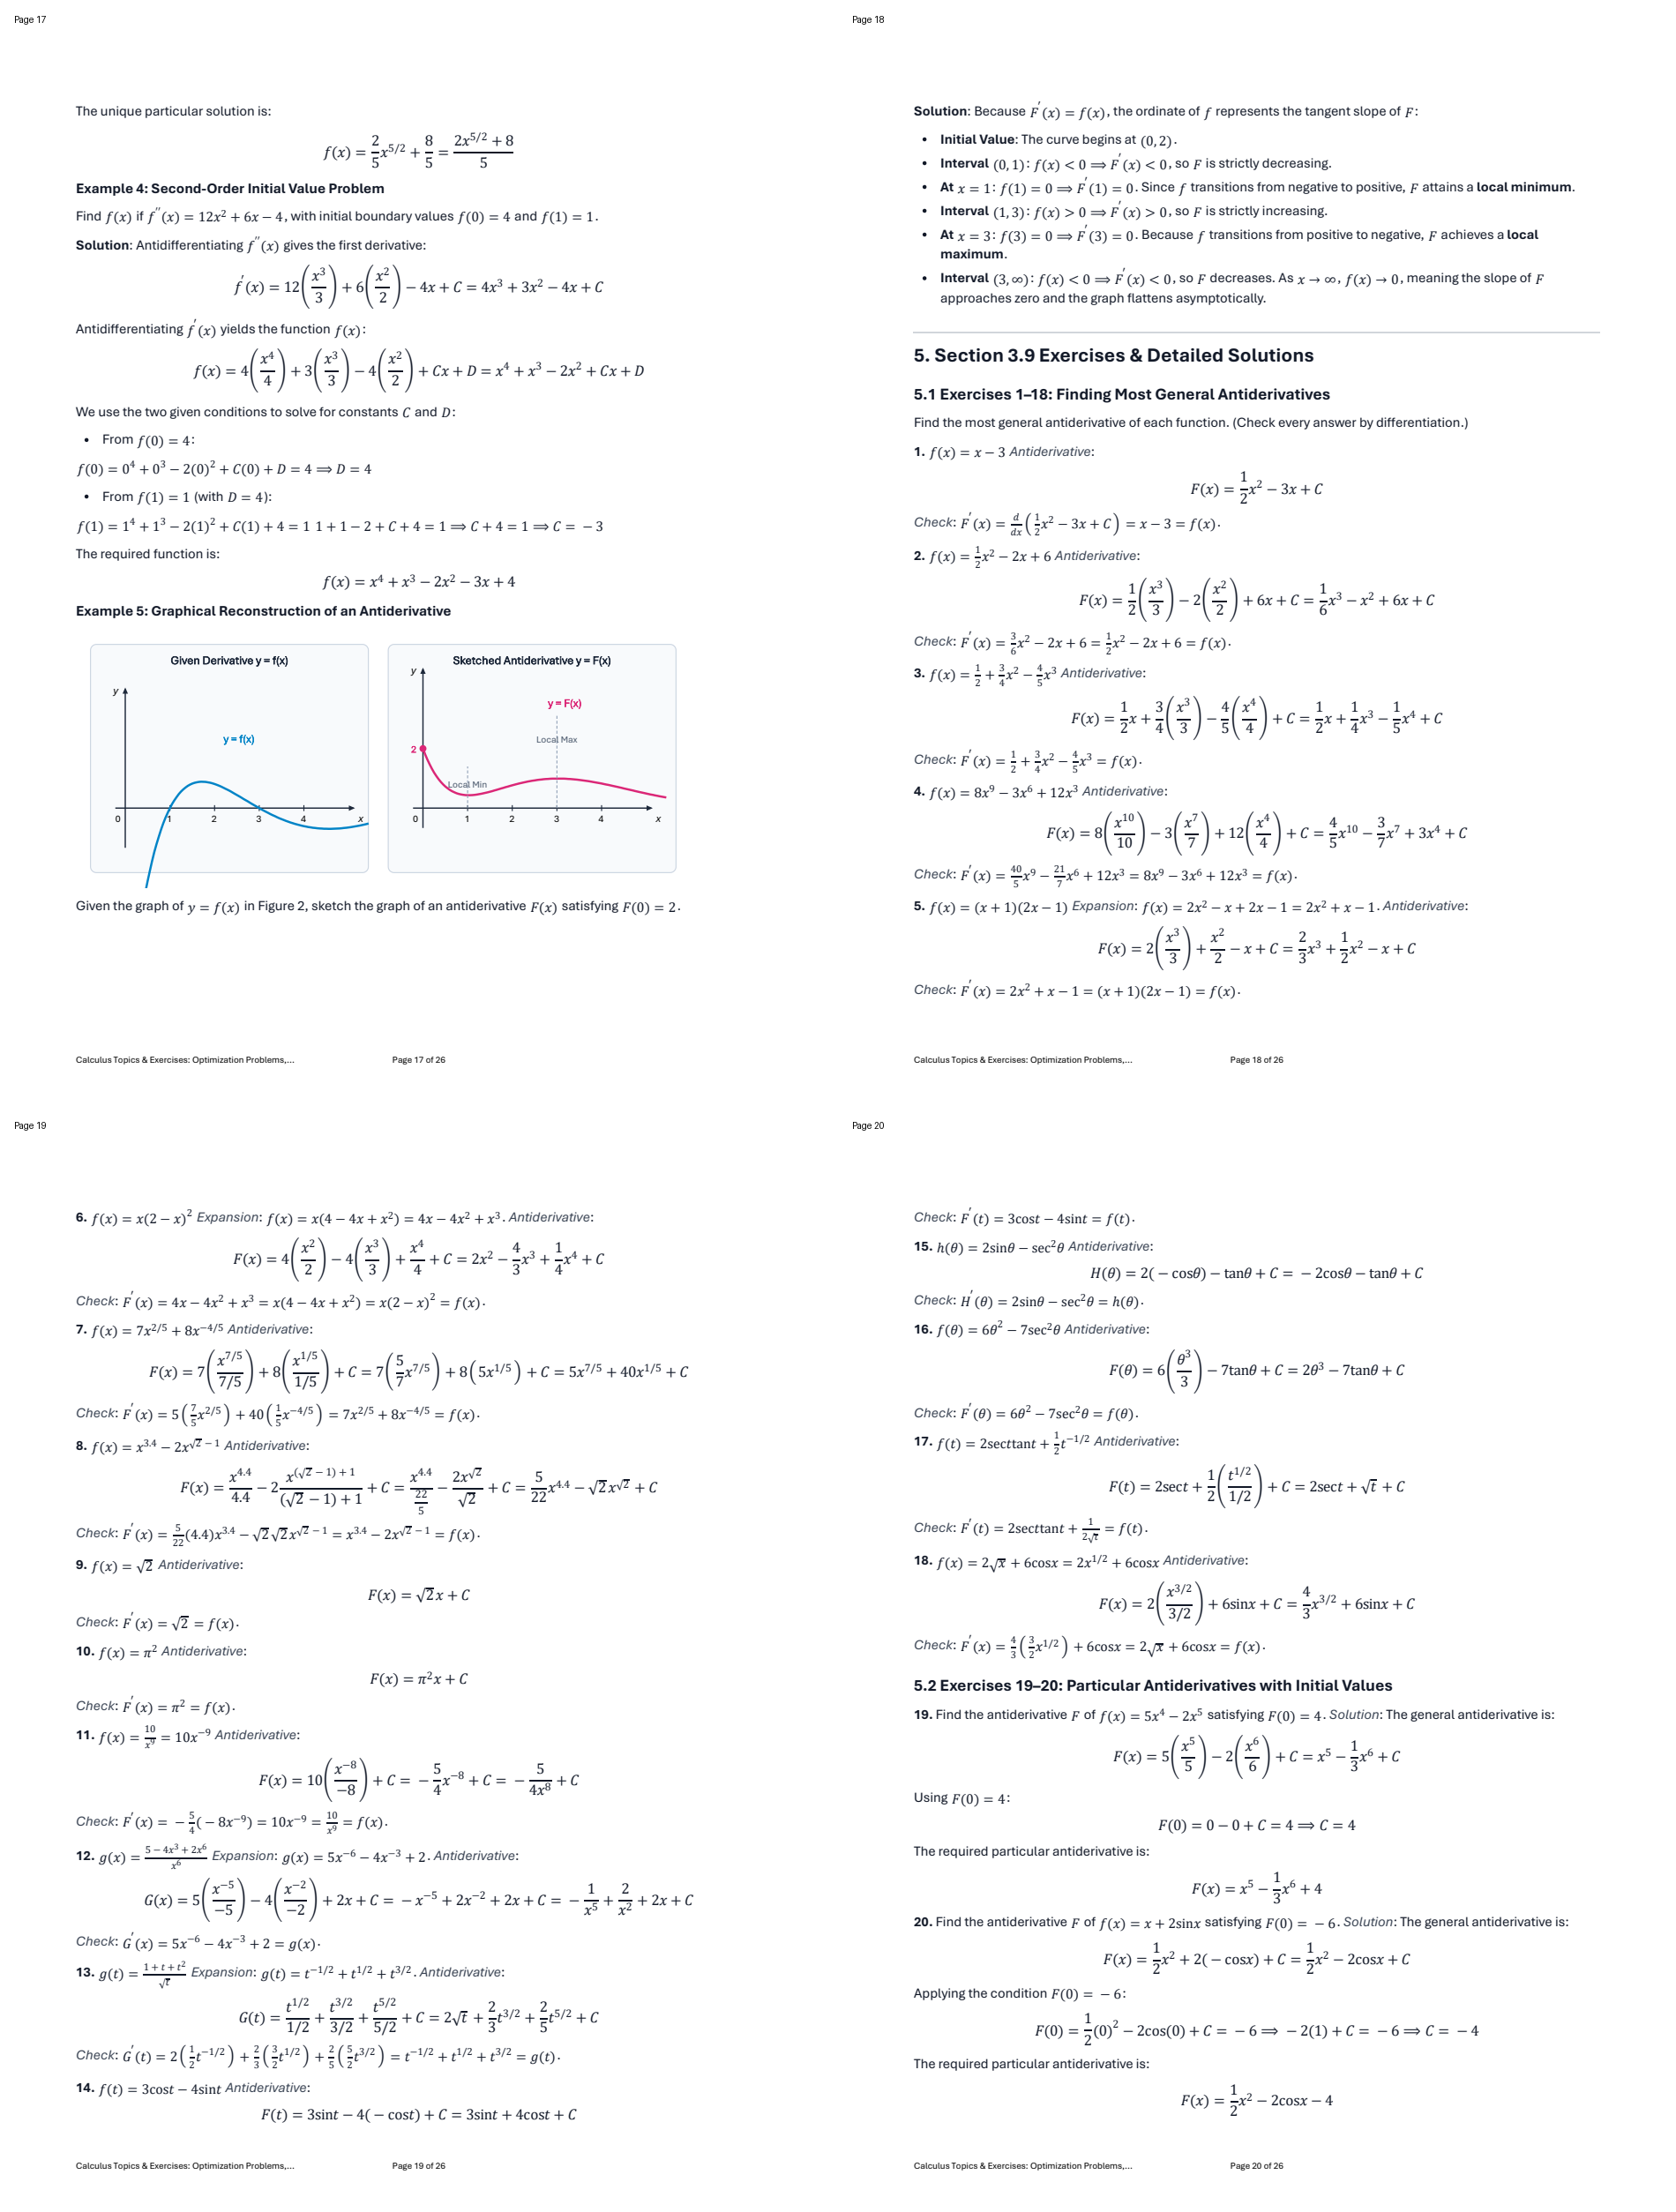 Page 17
The unique particular solution is:
f(x) = 2/5 x^{5/2} + 8/5 = (2x^{5/2} + 8)/5
Example 4: Second-Order Initial Value Problem
Find f(x) if f″(x) = 12x² + 6x − 4, with initial boundary values f(0) = 4 and f(1) = 1.
Solution: Antidifferentiating f″(x) gives the first derivative:
f′(x) = 12(x³/3) + 6(x²/2) − 4x + C = 4x³ + 3x² − 4x + C
Antidifferentiating f′(x) yields the function f(x):
f(x) = 4(x⁴/4) + 3(x³/3) − 4(x²/2) + Cx + D = x⁴ + x³ − 2x² + Cx + D
We use the two given conditions to solve for constants C and D:
• From f(0) = 4:
f(0) = 0⁴ + 0³ − 2(0)² + C(0) + D = 4 ⟹ D = 4
• From f(1) = 1 (with D = 4):
f(1) = 1⁴ + 1³ − 2(1)² + C(1) + 4 = 1 1 + 1 − 2 + C + 4 = 1 ⟹ C + 4 = 1 ⟹ C = − 3
The required function is:
f(x) = x⁴ + x³ − 2x² − 3x + 4
Example 5: Graphical Reconstruction of an Antiderivative
Given Derivative y = f(x)
y
y = f(x)
0 1 2 3 4 x
Sketched Antiderivative y = F(x)
y
y = F(x)
Local Max
2
Local Min
0 1 2 3 4 x
Given the graph of y = f(x) in Figure 2, sketch the graph of an antiderivative F(x) satisfying F(0) = 2.
Calculus Topics & Exercises: Optimization Problems,... Page 17 of 26
Page 18
Solution: Because F′(x) = f(x), the ordinate of f represents the tangent slope of F:
• Initial Value: The curve begins at (0, 2).
• Interval (0, 1): f(x) < 0 ⟹ F′(x) < 0, so F is strictly decreasing.
• At x = 1: f(1) = 0 ⟹ F′(1) = 0. Since f transitions from negative to positive, F attains a local minimum.
• Interval (1, 3): f(x) > 0 ⟹ F′(x) > 0, so F is strictly increasing.
• At x = 3: f(3) = 0 ⟹ F′(3) = 0. Because f transitions from positive to negative, F achieves a local
maximum.
• Interval (3, ∞): f(x) < 0 ⟹ F′(x) < 0, so F decreases. As x → ∞, f(x) → 0, meaning the slope of F
approaches zero and the graph flattens asymptotically.
5. Section 3.9 Exercises & Detailed Solutions
5.1 Exercises 1–18: Finding Most General Antiderivatives
Find the most general antiderivative of each function. (Check every answer by differentiation.)
1. f(x) = x − 3 Antiderivative:
F(x) = 1/2 x² − 3x + C
Check: F′(x) = d/dx (1/2 x² − 3x + C) = x − 3 = f(x).
2. f(x) = 1/2 x² − 2x + 6 Antiderivative:
F(x) = 1/2 (x³/3) − 2(x²/2) + 6x + C = 1/6 x³ − x² + 6x + C
Check: F′(x) = 3/6 x² − 2x + 6 = 1/2 x² − 2x + 6 = f(x).
3. f(x) = 1/2 + 3/4 x² − 4/5 x³ Antiderivative:
F(x) = 1/2 x + 3/4 (x³/3) − 4/5 (x⁴/4) + C = 1/2 x + 1/4 x³ − 1/5 x⁴ + C
Check: F′(x) = 1/2 + 3/4 x² − 4/5 x³ = f(x).
4. f(x) = 8x⁹ − 3x⁶ + 12x³ Antiderivative:
F(x) = 8(x¹⁰/10) − 3(x⁷/7) + 12(x⁴/4) + C = 4/5 x¹⁰ − 3/7 x⁷ + 3x⁴ + C
Check: F′(x) = 40/5 x⁹ − 21/7 x⁶ + 12x³ = 8x⁹ − 3x⁶ + 12x³ = f(x).
5. f(x) = (x + 1)(2x − 1) Expansion: f(x) = 2x² − x + 2x − 1 = 2x² + x − 1. Antiderivative:
F(x) = 2(x³/3) + x²/2 − x + C = 2/3 x³ + 1/2 x² − x + C
Check: F′(x) = 2x² + x − 1 = (x + 1)(2x − 1) = f(x).
Calculus Topics & Exercises: Optimization Problems,... Page 18 of 26
Page 19
6. f(x) = x(2 − x)² Expansion: f(x) = x(4 − 4x + x²) = 4x − 4x² + x³. Antiderivative:
F(x) = 4(x²/2) − 4(x³/3) + x⁴/4 + C = 2x² − 4/3 x³ + 1/4 x⁴ + C
Check: F′(x) = 4x − 4x² + x³ = x(4 − 4x + x²) = x(2 − x)² = f(x).
7. f(x) = 7x^{2/5} + 8x^{−4/5} Antiderivative:
F(x) = 7(x^{7/5}/(7/5)) + 8(x^{1/5}/(1/5)) + C = 7(5/7 x^{7/5}) + 8(5x^{1/5}) + C = 5x^{7/5} + 40x^{1/5} + C
Check: F′(x) = 5(7/5 x^{2/5}) + 40(1/5 x^{−4/5}) = 7x^{2/5} + 8x^{−4/5} = f(x).
8. f(x) = x^{3.4} − 2x^{√2 − 1} Antiderivative:
F(x) = x^{4.4}/4.4 − 2 x^{(√2 − 1) + 1}/((√2 − 1) + 1) + C = x^{4.4}/(22/5) − 2x^{√2}/√2 + C = 5/22 x^{4.4} − √2 x^{√2} + C
Check: F′(x) = 5/22 (4.4)x^{3.4} − √2 √2 x^{√2 − 1} = x^{3.4} − 2x^{√2 − 1} = f(x).
9. f(x) = √2 Antiderivative:
F(x) = √2 x + C
Check: F′(x) = √2 = f(x).
10. f(x) = π² Antiderivative:
F(x) = π²x + C
Check: F′(x) = π² = f(x).
11. f(x) = 10/x⁹ = 10x^{−9} Antiderivative:
F(x) = 10(x^{−8}/−8) + C = − 5/4 x^{−8} + C = − 5/(4x⁸) + C
Check: F′(x) = − 5/4 (− 8x^{−9}) = 10x^{−9} = 10/x⁹ = f(x).
12. g(x) = (5 − 4x³ + 2x⁶)/x⁶ Expansion: g(x) = 5x^{−6} − 4x^{−3} + 2. Antiderivative:
G(x) = 5(x^{−5}/−5) − 4(x^{−2}/−2) + 2x + C = − x^{−5} + 2x^{−2} + 2x + C = − 1/x⁵ + 2/x² + 2x + C
Check: G′(x) = 5x^{−6} − 4x^{−3} + 2 = g(x).
13. g(t) = (1 + t + t²)/√t Expansion: g(t) = t^{−1/2} + t^{1/2} + t^{3/2}. Antiderivative:
G(t) = t^{1/2}/(1/2) + t^{3/2}/(3/2) + t^{5/2}/(5/2) + C = 2√t + 2/3 t^{3/2} + 2/5 t^{5/2} + C
Check: G′(t) = 2(1/2 t^{−1/2}) + 2/3 (3/2 t^{1/2}) + 2/5 (5/2 t^{3/2}) = t^{−1/2} + t^{1/2} + t^{3/2} = g(t).
14. f(t) = 3cost − 4sint Antiderivative:
F(t) = 3sint − 4( − cost) + C = 3sint + 4cost + C
Calculus Topics & Exercises: Optimization Problems,... Page 19 of 26
Page 20
Check: F′(t) = 3cost − 4sint = f(t).
15. h(θ) = 2sinθ − sec²θ Antiderivative:
H(θ) = 2( − cosθ) − tanθ + C = − 2cosθ − tanθ + C
Check: H′(θ) = 2sinθ − sec²θ = h(θ).
16. f(θ) = 6θ² − 7sec²θ Antiderivative:
F(θ) = 6(θ³/3) − 7tanθ + C = 2θ³ − 7tanθ + C
Check: F′(θ) = 6θ² − 7sec²θ = f(θ).
17. f(t) = 2secttant + 1/2 t^{−1/2} Antiderivative:
F(t) = 2sect + 1/2 (t^{1/2}/(1/2)) + C = 2sect + √t + C
Check: F′(t) = 2secttant + 1/(2√t) = f(t).
18. f(x) = 2√x + 6cosx = 2x^{1/2} + 6cosx Antiderivative:
F(x) = 2(x^{3/2}/(3/2)) + 6sinx + C = 4/3 x^{3/2} + 6sinx + C
Check: F′(x) = 4/3 (3/2 x^{1/2}) + 6cosx = 2√x + 6cosx = f(x).
5.2 Exercises 19–20: Particular Antiderivatives with Initial Values
19. Find the antiderivative F of f(x) = 5x⁴ − 2x⁵ satisfying F(0) = 4. Solution: The general antiderivative is:
F(x) = 5(x⁵/5) − 2(x⁶/6) + C = x⁵ − 1/3 x⁶ + C
Using F(0) = 4:
F(0) = 0 − 0 + C = 4 ⟹ C = 4
The required particular antiderivative is:
F(x) = x⁵ − 1/3 x⁶ + 4
20. Find the antiderivative F of f(x) = x + 2sinx satisfying F(0) = − 6. Solution: The general antiderivative is:
F(x) = 1/2 x² + 2( − cosx) + C = 1/2 x² − 2cosx + C
Applying the condition F(0) = − 6:
F(0) = 1/2 (0)² − 2cos(0) + C = − 6 ⟹ − 2(1) + C = − 6 ⟹ C = − 4
The required particular antiderivative is:
F(x) = 1/2 x² − 2cosx − 4
Calculus Topics & Exercises: Optimization Problems,... Page 20 of 26